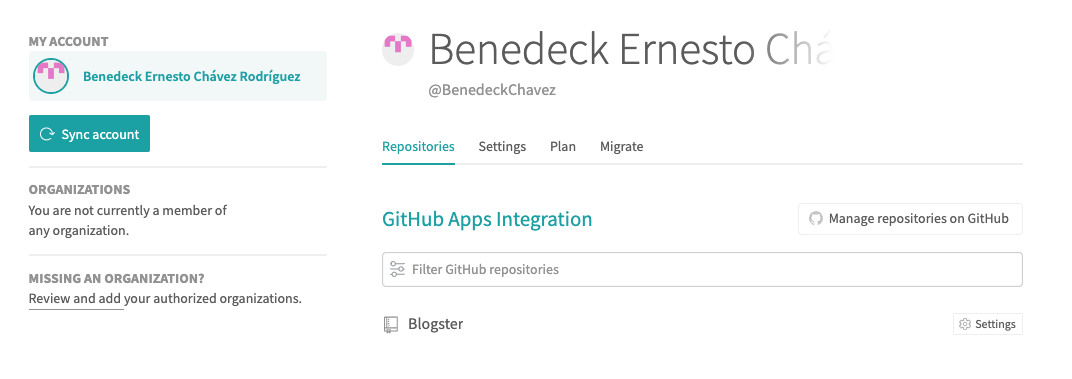 MY ACCOUNT
Benedeck Ernesto Chávez Rodríguez
Sync account
ORGANIZATIONS
You are not currently a member of
any organization.
MISSING AN ORGANIZATION?
Review and add your authorized organizations.
Benedeck Ernesto Chá
@BenedeckChavez
Repositories Settings Plan Migrate
GitHub Apps Integration
Manage repositories on GitHub
Filter GitHub repositories
Blogster
Settings